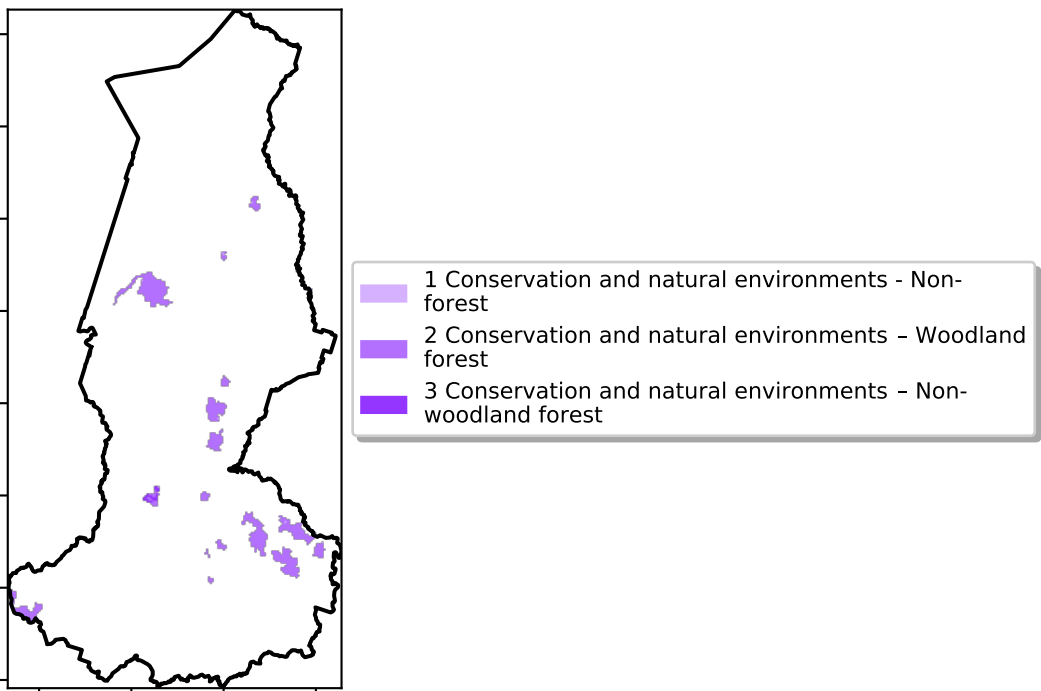 1 Conservation and natural environments - Non-
forest
2 Conservation and natural environments – Woodland
forest
3 Conservation and natural environments – Non-
woodland forest